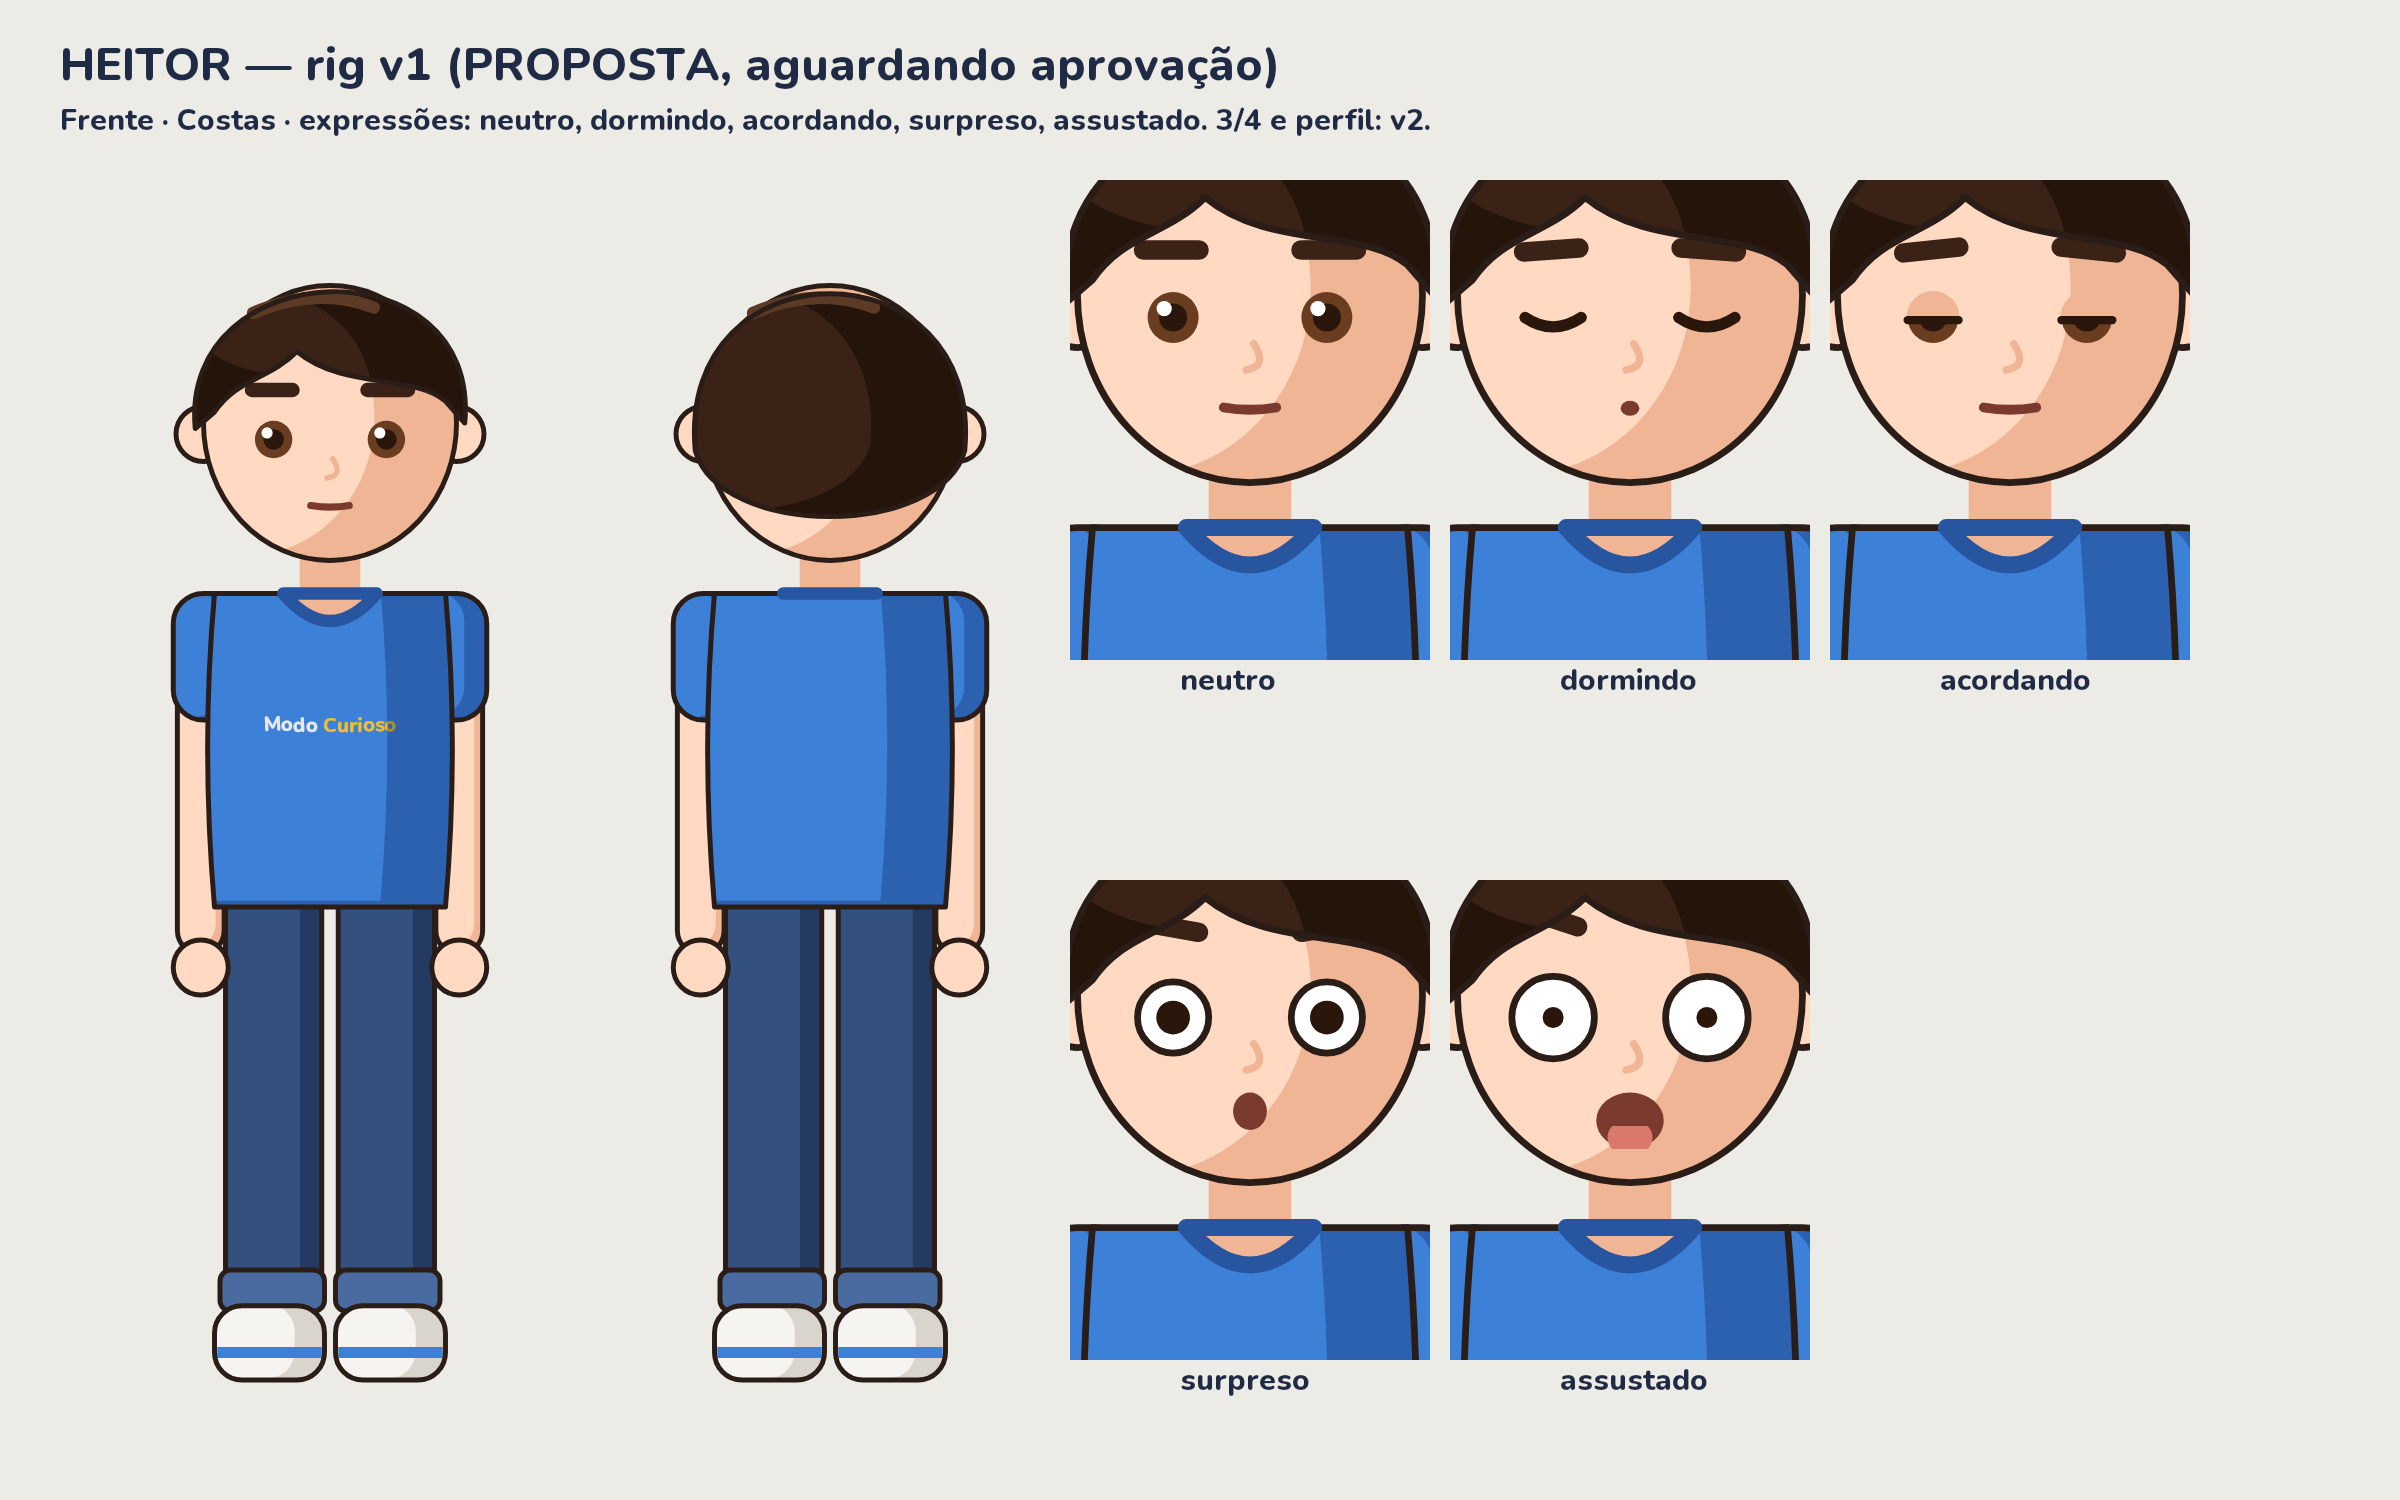 HEITOR — rig v1 (PROPOSTA, aguardando aprovação)
Frente · Costas · expressões: neutro, dormindo, acordando, surpreso, assustado. 3/4 e perfil: v2.
Modo Curioso
neutro
dormindo
acordando
surpreso
assustado